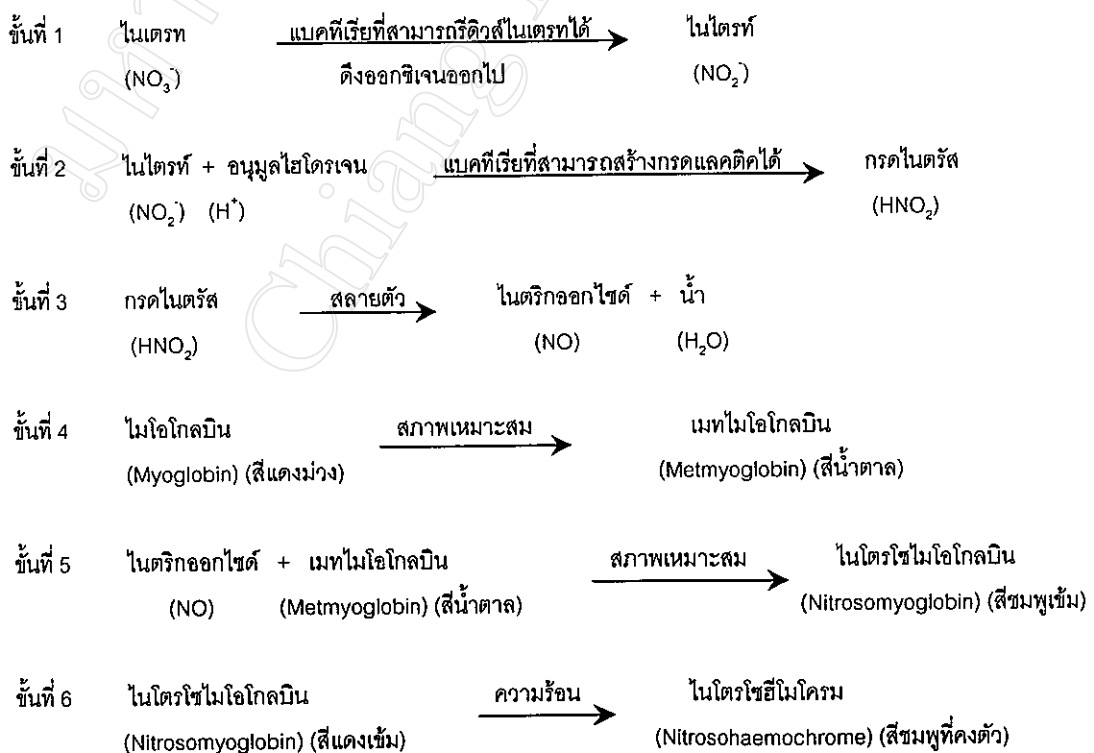 ขั้นที่ 1 ไนเตรท แบคทีเรียที่สามารถรีดิวส์ไนเตรทได้ ไนไตรท์
(NO₃⁻) ดึงออกซิเจนออกไป (NO₂⁻)
ขั้นที่ 2 ไนไตรท์ + อนุมูลไฮโดรเจน แบคทีเรียที่สามารถสร้างกรดแลคติคได้ กรดไนตรัส
(NO₂⁻) (H⁺) (HNO₂)
ขั้นที่ 3 กรดไนตรัส สลายตัว ไนตริกออกไซด์ + น้ำ
(HNO₂) (NO) (H₂O)
ขั้นที่ 4 ไมโอโกลบิน สภาพเหมาะสม เมทไมโอโกลบิน
(Myoglobin) (สีแดงม่วง) (Metmyoglobin) (สีน้ำตาล)
ขั้นที่ 5 ไนตริกออกไซด์ + เมทไมโอโกลบิน สภาพเหมาะสม ไนโตรโซไมโอโกลบิน
(NO) (Metmyoglobin) (สีน้ำตาล) (Nitrosomyoglobin) (สีชมพูเข้ม)
ขั้นที่ 6 ไนโตรโซไมโอโกลบิน ความร้อน ไนโตรโซฮีโมโครม
(Nitrosomyoglobin) (สีแดงเข้ม) (Nitrosohaemochrome) (สีชมพูที่คงตัว)
Chiang